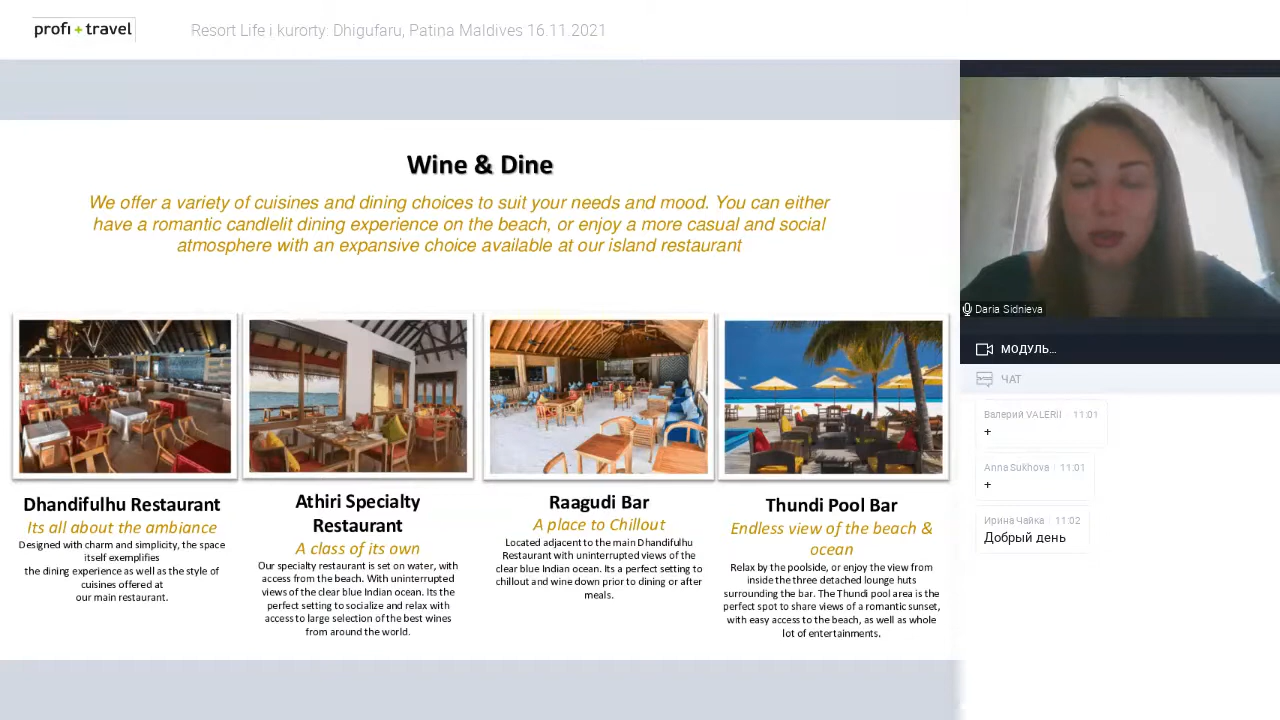 profi+travel
Resort Life i kurorty: Dhigufaru, Patina Maldives 16.11.2021
Wine & Dine
We offer a variety of cuisines and dining choices to suit your needs and mood. You can either
have a romantic candlelit dining experience on the beach, or enjoy a more casual and social
atmosphere with an expansive choice available at our island restaurant
Dhandifulhu Restaurant
Its all about the ambiance
Designed with charm and simplicity, the space
itself exemplifies
the dining experience as well as the style of
cuisines offered at
our main restaurant.
Athiri Specialty
Restaurant
A class of its own
Our specialty restaurant is set on water, with
access from the beach. With uninterrupted
views of the clear blue Indian ocean. Its the
perfect setting to socialize and relax with
access to large selection of the best wines
from around the world.
Raagudi Bar
A place to Chillout
Located adjacent to the main Dhandifulhu
Restaurant with uninterrupted views of the
clear blue Indian ocean. Its a perfect setting to
chillout and wine down prior to dining or after
meals.
Thundi Pool Bar
Endless view of the beach &
ocean
Relax by the poolside, or enjoy the view from
inside the three detached lounge huts
surrounding the bar. The Thundi pool area is the
perfect spot to share views of a romantic sunset,
with easy access to the beach, as well as whole
lot of entertainments.
Daria Sidnieva
МОДУЛЬ...
ЧАТ
Валерий VALERII 11:01
+
Anna Sukhova 11:01
+
Ирина Чайка 11:02
Добрый день